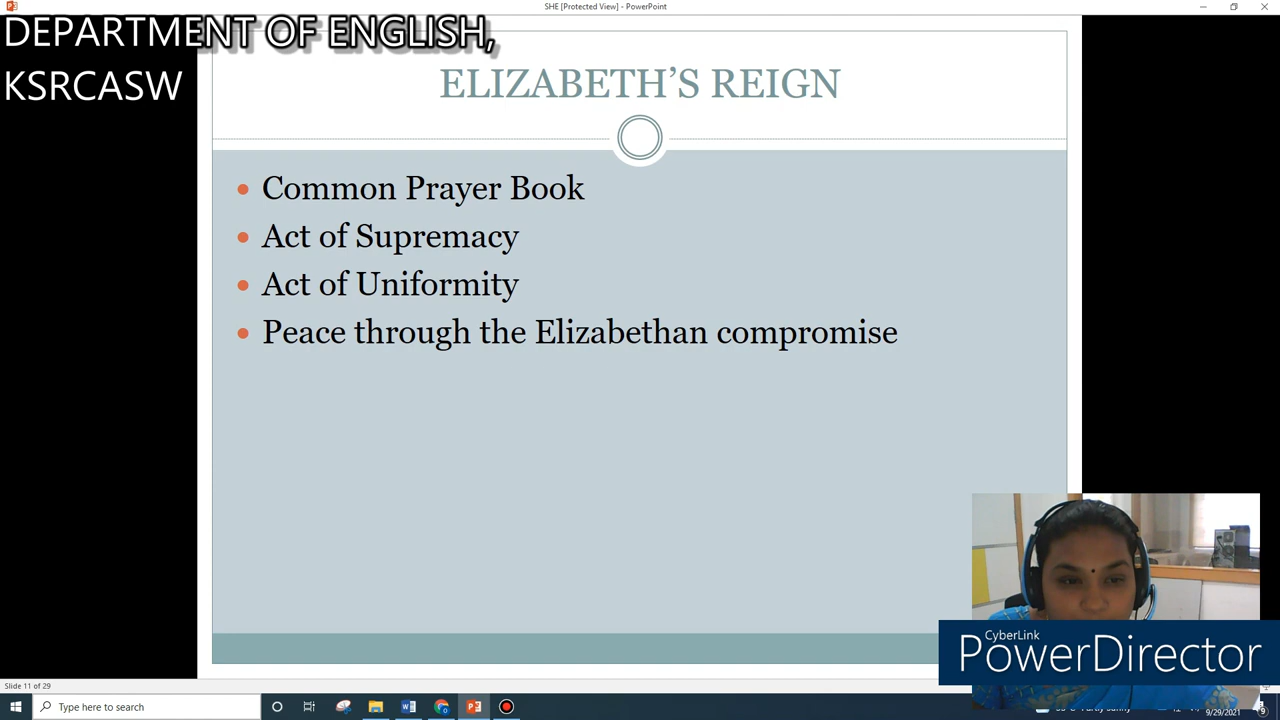 SHE [Protected View] - PowerPoint
DEPARTMENT OF ENGLISH,
KSRCASW
ELIZABETH'S REIGN
• Common Prayer Book
• Act of Supremacy
• Act of Uniformity
• Peace through the Elizabethan compromise
CyberLink
PowerDirector
Slide 11 of 29
Type here to search
9/29/2021